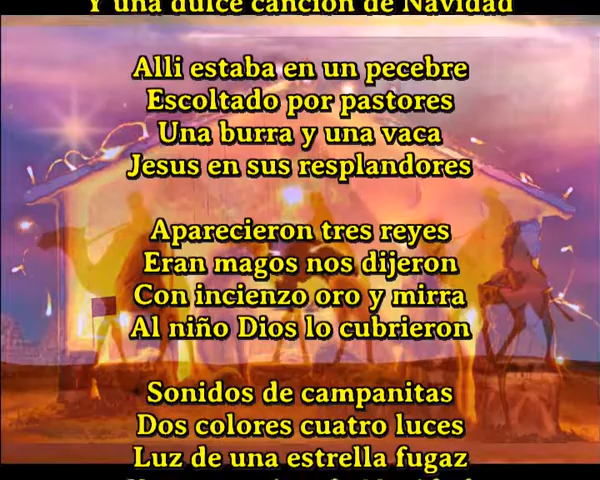 Y una dulce canción de Navidad
Alli estaba en un pecebre
Escoltado por pastores
Una burra y una vaca
Jesus en sus resplandores
Aparecieron tres reyes
Eran magos nos dijeron
Con incienzo oro y mirra
Al niño Dios lo cubrieron
Sonidos de campanitas
Dos colores cuatro luces
Luz de una estrella fugaz